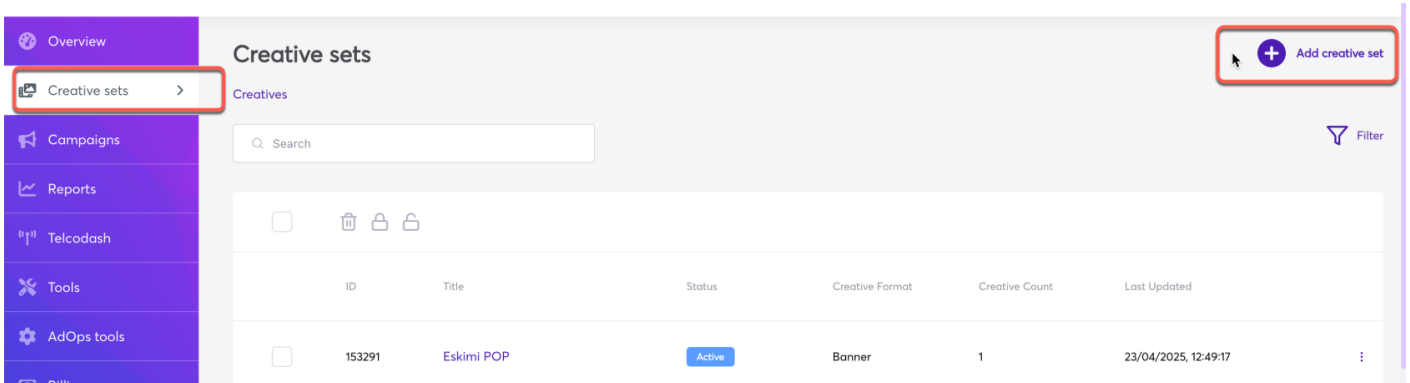 Overview
Creative sets
Campaigns
Reports
Telcodash
Tools
AdOps tools
Creative sets
Add creative set
Creatives
Search
Filter
ID Title Status Creative Format Creative Count Last Updated
153291 Eskimi POP Active Banner 1 23/04/2025, 12:49:17